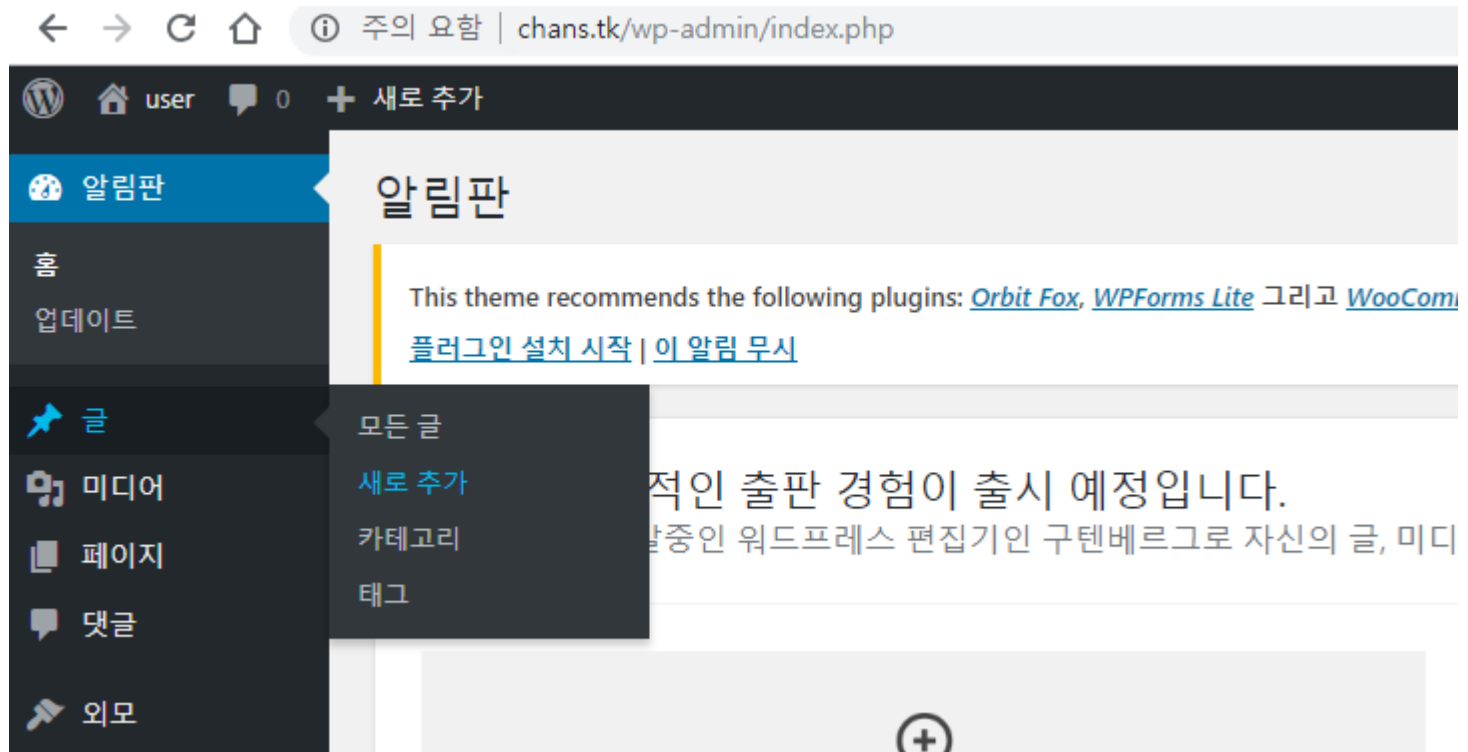 주의 요함 | chans.tk/wp-admin/index.php
user 0 새로 추가
알림판
홈
업데이트
글
미디어
페이지
댓글
외모
모든 글
새로 추가
카테고리
태그
알림판
This theme recommends the following plugins: Orbit Fox, WPForms Lite 그리고
플러그인 설치 시작 | 이 알림 무시
적인 출판 경험이 출시 예정입니다.
중인 워드프레스 편집기인 구텐베르그로 자신의 글, 미디